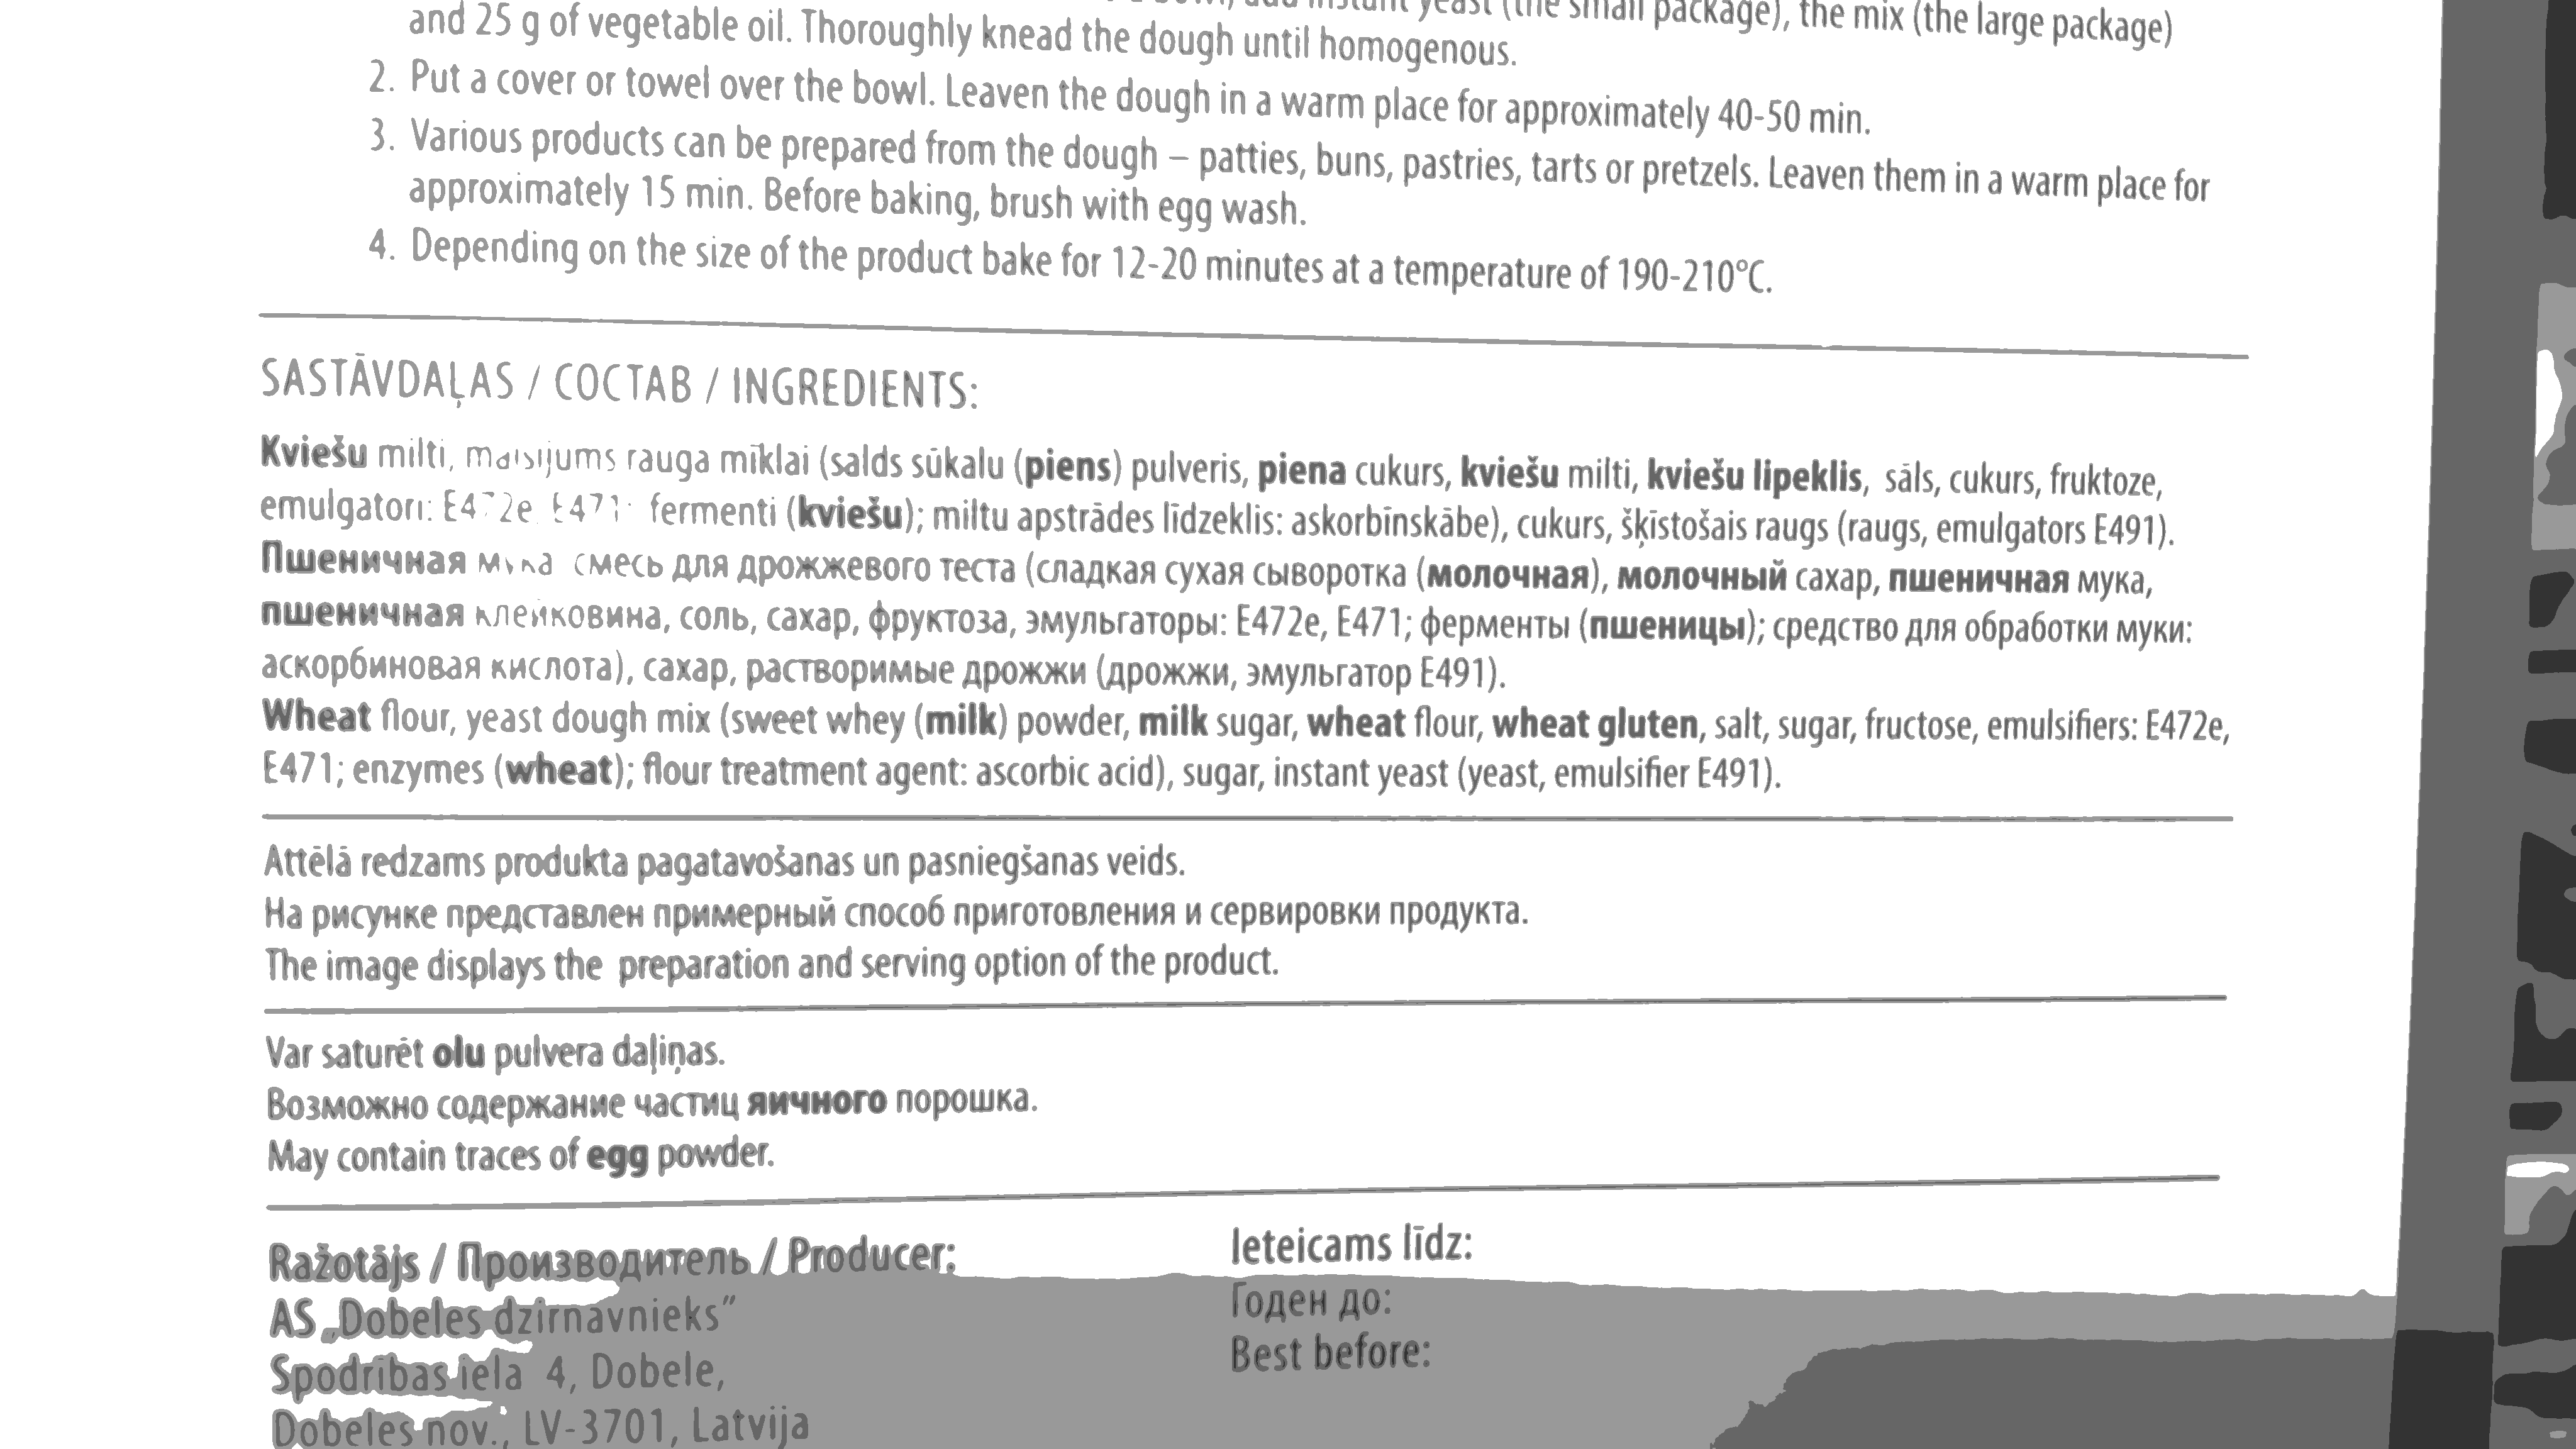 add instant yeast (the small package), the mix (the large package)
and 25 g of vegetable oil. Thoroughly knead the dough until homogenous.
2. Put a cover or towel over the bowl. Leaven the dough in a warm place for approximately 40-50 min.
3. Various products can be prepared from the dough – patties, buns, pastries, tarts or pretzels. Leaven them in a warm place for
approximately 15 min. Before baking, brush with egg wash.
4. Depending on the size of the product bake for 12-20 minutes at a temperature of 190-210°C.
SASTĀVDAĻAS / СОСТАВ / INGREDIENTS:
Kviešu milti, maisījums rauga mīklai (salds sūkalu (piens) pulveris, piena cukurs, kviešu milti, kviešu lipeklis, sāls, cukurs, fruktoze,
emulgatori: E472e, E471; fermenti (kviešu); miltu apstrādes līdzeklis: askorbīnskābe), cukurs, šķīstošais raugs (raugs, emulgators E491).
Пшеничная мука смесь для дрожжевого теста (сладкая сухая сыворотка (молочная), молочный сахар, пшеничная мука,
пшеничная клейковина, соль, сахар, фруктоза, эмульгаторы: E472e, E471; ферменты (пшеницы); средство для обработки муки:
аскорбиновая кислота), сахар, растворимые дрожжи (дрожжи, эмульгатор E491).
Wheat flour, yeast dough mix (sweet whey (milk) powder, milk sugar, wheat flour, wheat gluten, salt, sugar, fructose, emulsifiers: E472e,
E471; enzymes (wheat); flour treatment agent: ascorbic acid), sugar, instant yeast (yeast, emulsifier E491).
Attēlā redzams produkta pagatavošanas un pasniegšanas veids.
На рисунке представлен примерный способ приготовления и сервировки продукта.
The image displays the preparation and serving option of the product.
Var saturēt olu pulvera daļiņas.
Возможно содержание частиц яичного порошка.
May contain traces of egg powder.
Ražotājs / Производитель / Producer:
AS „Dobeles dzirnavnieks”
Spodrības iela 4, Dobele,
Dobeles nov., LV-3701, Latvija
Ieteicams līdz:
Годен до:
Best before: